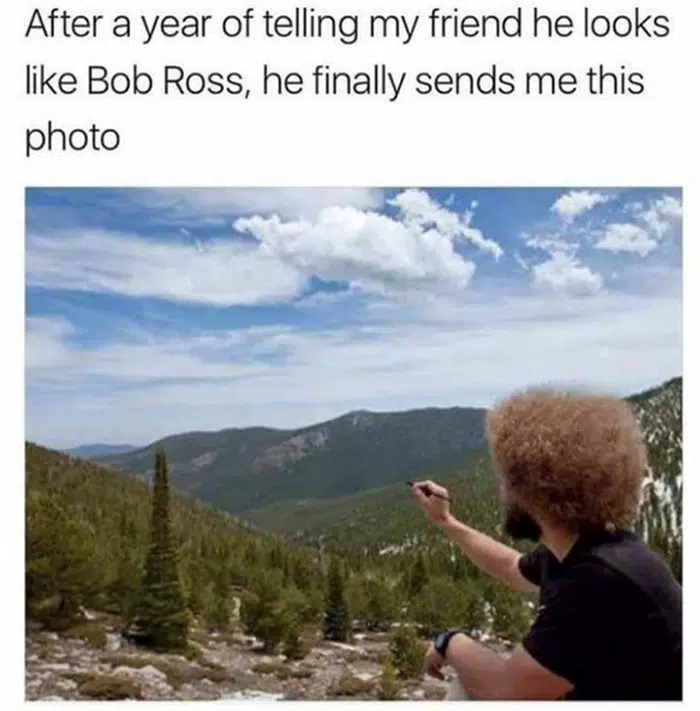 After a year of telling my friend he looks
like Bob Ross, he finally sends me this
photo